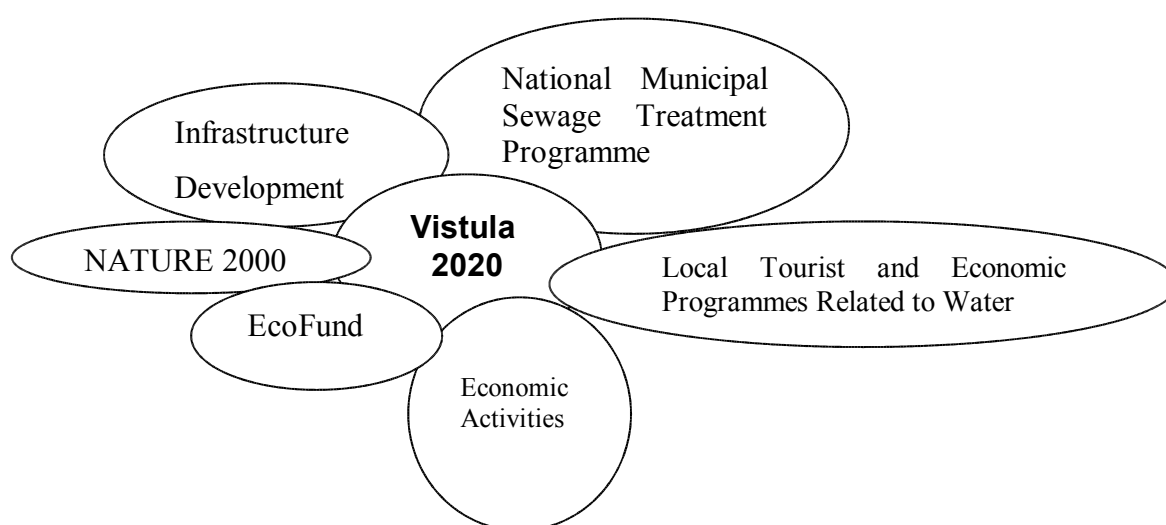 National Municipal
Sewage Treatment
Programme
Infrastructure
Development
Vistula
2020
NATURE 2000
Local Tourist and Economic
Programmes Related to Water
EcoFund
Economic
Activities